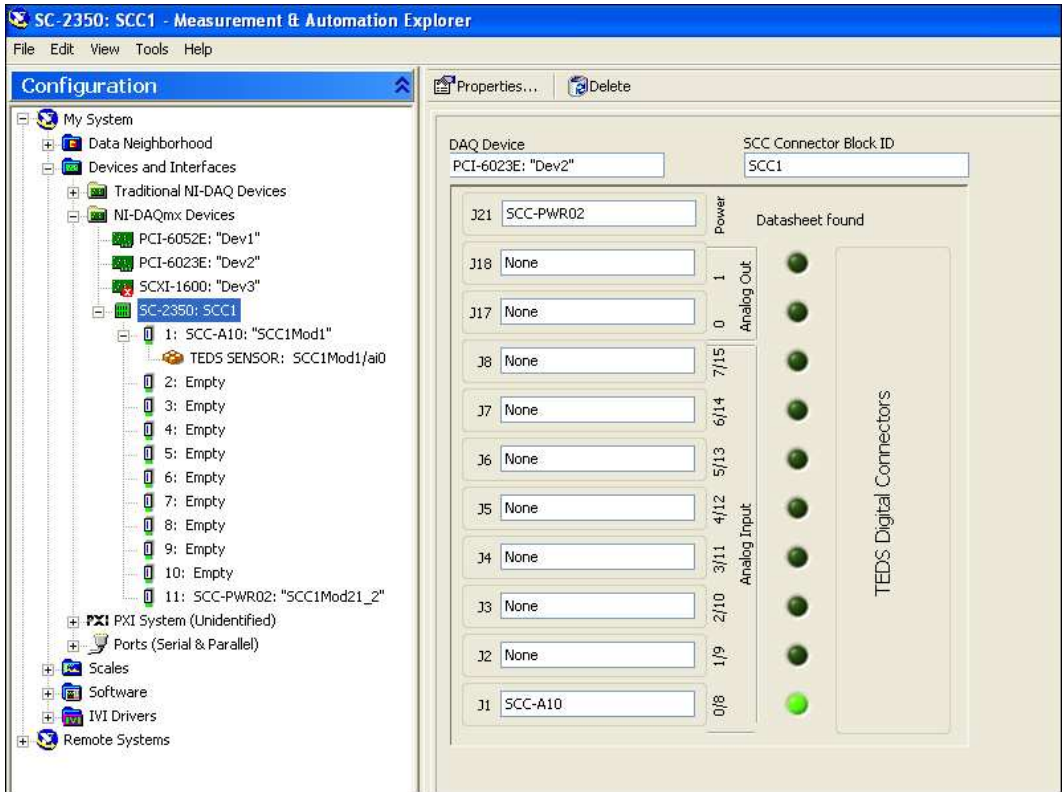 SC-2350: SCC1 - Measurement & Automation Explorer
File Edit View Tools Help
Configuration
My System
Data Neighborhood
Devices and Interfaces
Traditional NI-DAQ Devices
NI-DAQmx Devices
PCI-6052E: "Dev1"
PCI-6023E: "Dev2"
SCXI-1600: "Dev3"
SC-2350: SCC1
1: SCC-A10: "SCC1Mod1"
TEDS SENSOR: SCC1Mod1/ai0
2: Empty
3: Empty
4: Empty
5: Empty
6: Empty
7: Empty
8: Empty
9: Empty
10: Empty
11: SCC-PWR02: "SCC1Mod21_2"
PXI PXI System (Unidentified)
Ports (Serial & Parallel)
Scales
Software
IVI IVI Drivers
Remote Systems
Properties... Delete
DAQ Device
PCI-6023E: "Dev2"
SCC Connector Block ID
SCC1
J21 SCC-PWR02
Power
Datasheet found
J18 None 1
J17 None 0
Analog Out
J8 None 7/15
J7 None 6/14
J6 None 5/13
J5 None 4/12
J4 None 3/11
J3 None 2/10
J2 None 1/9
J1 SCC-A10 0/8
Analog Input
TEDS Digital Connectors